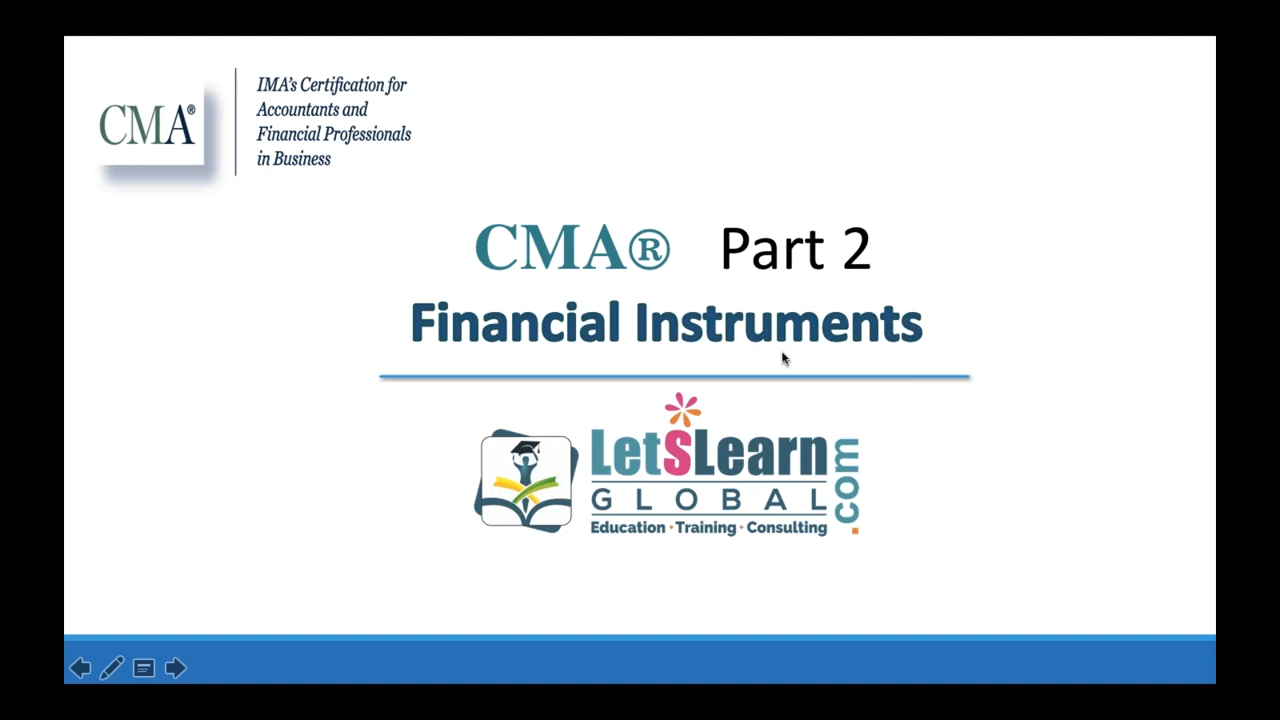 CMA®
IMA's Certification for
Accountants and
Financial Professionals
in Business
CMA® Part 2
Financial Instruments
LetSLearn
GLOBAL
.com
Education · Training · Consulting